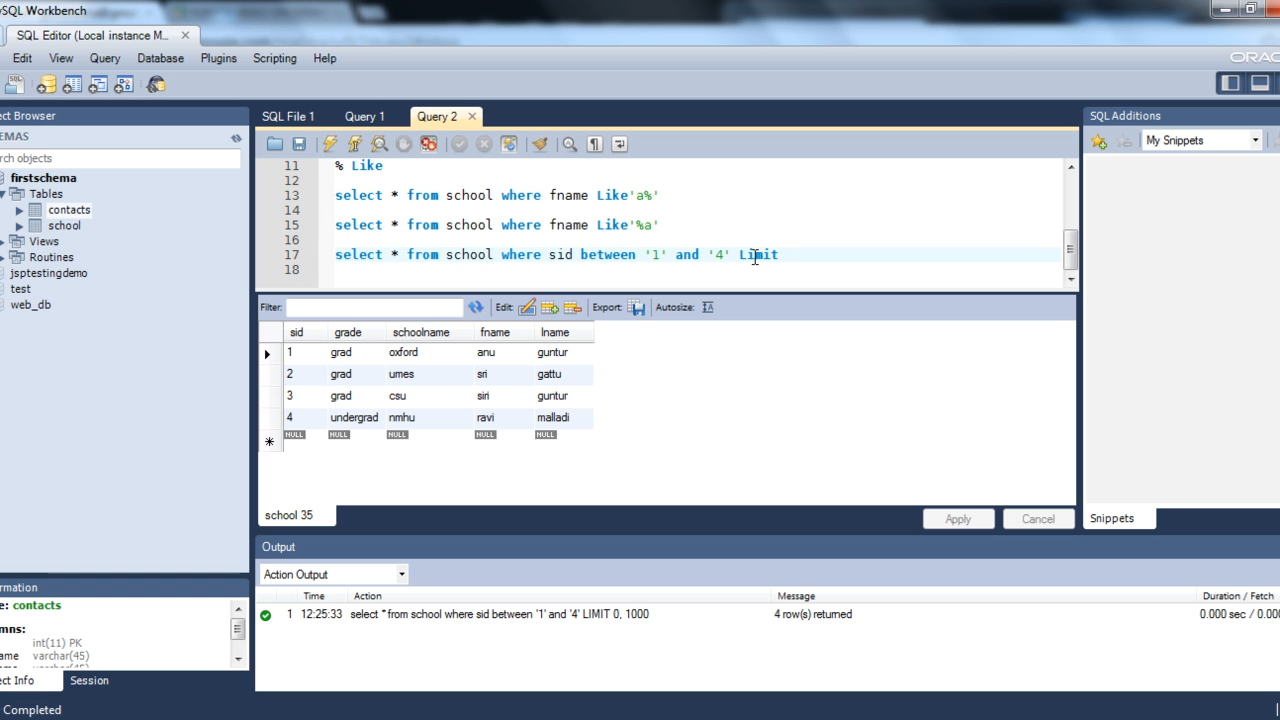 ySQL Workbench
SQL Editor (Local instance M...
Edit View Query Database Plugins Scripting Help
ORAC
ect Browser
SQL File 1 Query 1 Query 2
SQL Additions
EMAS
My Snippets
rch objects
firstschema
Tables
contacts
school
Views
Routines
jsptestingdemo
test
web_db
11 % Like
12
13 select * from school where fname Like'a%'
14
15 select * from school where fname Like'%a'
16
17 select * from school where sid between '1' and '4' Limit
18
Filter: Edit: Export: Autosize:
sid grade schoolname fname lname
1 grad oxford anu guntur
2 grad umes sri gattu
3 grad csu siri guntur
4 undergrad nmhu ravi malladi
NULL NULL NULL NULL NULL
school 35
Apply Cancel
Snippets
Output
Action Output
Time Action Message Duration / Fetch
1 12:25:33 select * from school where sid between '1' and '4' LIMIT 0, 1000 4 row(s) returned 0.000 sec / 0.000
rmation
e: contacts
mns:
int(11) PK
ame varchar(45)
ect Info Session
Completed